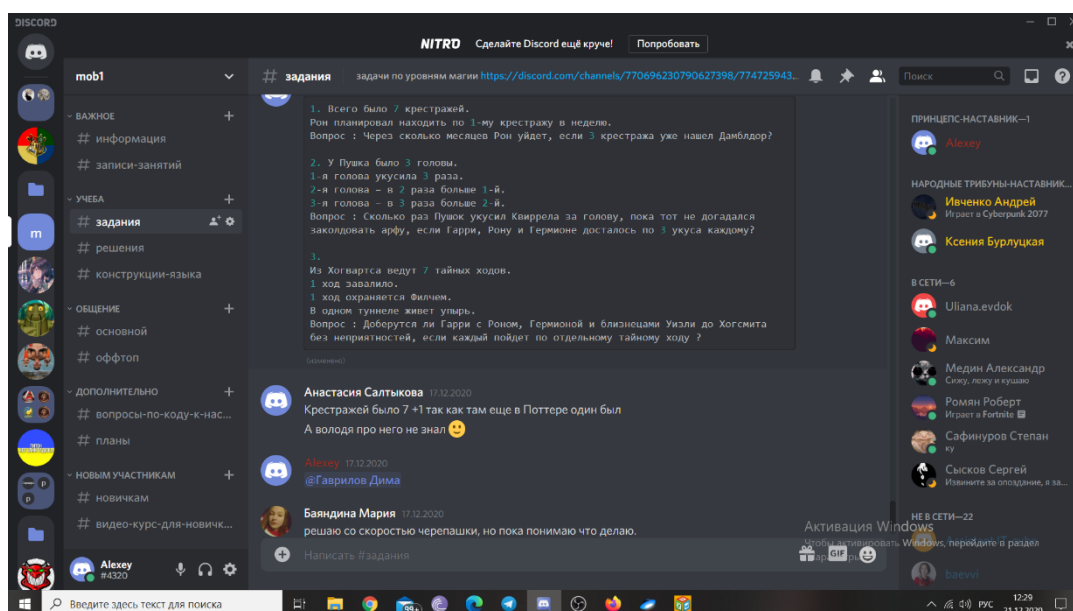 DISCORD
NITRO Сделайте Discord ещё круче! Попробовать
mob1
# задания задачи по уровням магии https://discord.com/channels/770696230790627398/774725943...
Поиск
ВАЖНОЕ
# информация
# записи-занятий
УЧЕБА
# задания
# решения
# конструкции-языка
ОБЩЕНИЕ
# основной
# оффтоп
ДОПОЛНИТЕЛЬНО
# вопросы-по-коду-к-нас...
# планы
НОВЫМ УЧАСТНИКАМ
# новичкам
# видео-курс-для-новичк...
m
P
P
Alexey
#4320
1. Всего было 7 крестражей.
Рон планировал находить по 1-му крестражу в неделю.
Вопрос : Через сколько месяцев Рон уйдет, если 3 крестража уже нашел Дамблдор?
2. У Пушка было 3 головы.
1-я голова укусила 3 раза.
2-я голова – в 2 раза больше 1-й.
3-я голова – в 3 раза больше 2-й.
Вопрос : Сколько раз Пушок укусил Квиррела за голову, пока тот не догадался
заколдовать арфу, если Гарри, Рону и Гермионе досталось по 3 укуса каждому?
3.
Из Хогвартса ведут 7 тайных ходов.
1 ход завалило.
1 ход охраняется Филчем.
В одном туннеле живет упырь.
Вопрос : Доберутся ли Гарри с Роном, Гермионой и близнецами Уизли до Хогсмита
без неприятностей, если каждый пойдет по отдельному тайному ходу ?
(изменено)
Анастасия Салтыкова 17.12.2020
Крестражей было 7 +1 так как там еще в Поттере один был
А володя про него не знал
Alexey 17.12.2020
@Гаврилов Дима
Баяндина Мария 17.12.2020
решаю со скоростью черепашки, но пока понимаю что делаю.
Написать #задания
GIF
ПРИНЦЕПС-НАСТАВНИК—1
Alexey
НАРОДНЫЕ ТРИБУНЫ-НАСТАВНИК...
Ивченко Андрей
Играет в Cyberpunk 2077
Ксения Бурлуцкая
В СЕТИ—6
Uliana.evdok
Максим
Медин Александр
Сижу, лежу и кушаю
Ромян Роберт
Играет в Fortnite
Сафинуров Степан
ку
Сысков Сергей
Извините за опоздание, я за...
НЕ В СЕТИ—22
baevvi
Активация Windows
Чтобы активировать Windows, перейдите в раздел
Введите здесь текст для поиска
99+
РУС
12:29
21.12.2020